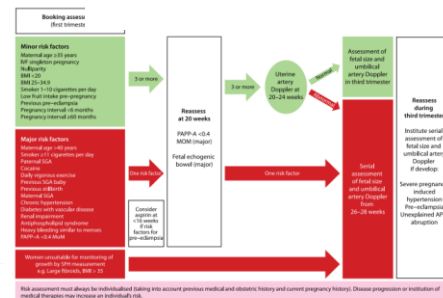 Booking assess
(first trimeste
Minor risk factors
Maternal age ≥35 years
IVF singleton pregnancy
Nulliparity
BMI <20
BMI 25–34.9
Smoker 1–10 cigarettes per day
Low fruit intake pre-pregnancy
Previous pre-eclampsia
Pregnancy interval <6 months
Pregnancy interval ≥60 months
Major risk factors
Maternal age >40 years
Smoker ≥11 cigarettes per day
Paternal SGA
Cocaine
Daily vigorous exercise
Previous SGA baby
Previous stillbirth
Maternal SGA
Chronic hypertension
Diabetes with vascular disease
Renal impairment
Antiphospholipid syndrome
Heavy bleeding similar to menses
PAPP-A <0.4 MoM
Women unsuitable for monitoring
of growth by SFH measurement
e.g. Large fibroids, BMI > 35
3 or more
One risk factor
Consider
aspirin at
<16 weeks
if risk
factors for
pre-eclampsia
Reassess
at 20 weeks
PAPP-A <0.4
MOM (major)
Fetal echogenic
bowel (major)
3 or more
Uterine
artery
Doppler at
20–24 weeks
Normal
One risk factor
Assessment of
fetal size and
umbilical
artery Doppler
in third trimester
Serial
assessment of
fetal size and
umbilical
artery Doppler
from
26–28 weeks
Reassess
during
third trimeste
Institute serial
assessment of
fetal size and
umbilical
artery Doppler
if develop:
Severe pregnan
induced
hypertension
Pre-eclampsia
Unexplained AP
abruption
Risk assessment must always be individualised (taking into account previous medical and obstetric history and current pregnancy history). Disease progression or institution of
medical therapies may increase an individual's risk.